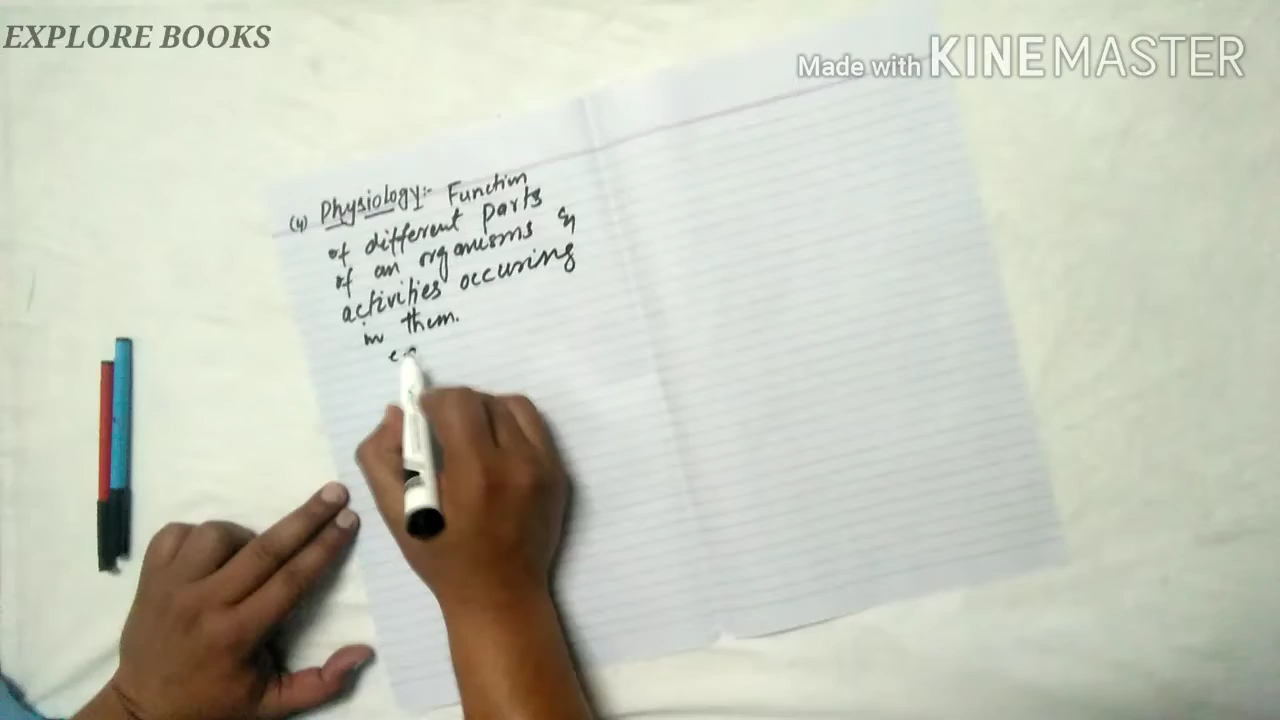 EXPLORE BOOKS
Made with KINEMASTER
(4) Physiology:- Function
of different parts
of an organisms &
activities occuring
in them.